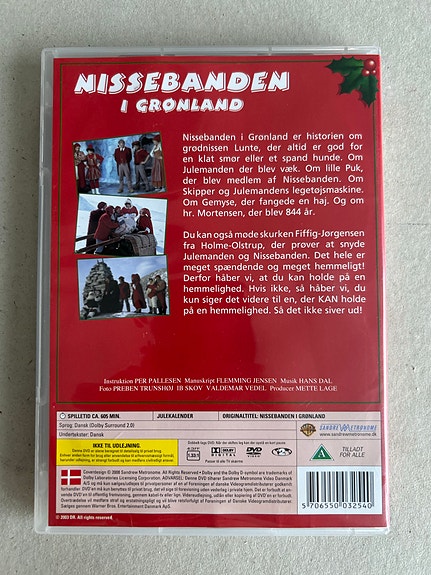 NISSEBANDEN
I GRØNLAND
Nissebanden i Grønland er historien om
grødnissen Lunte, der altid er god for
en klat smør eller et spand hunde. Om
Julemanden der blev væk. Om lille Puk,
der blev medlem af Nissebanden. Om
Skipper og Julemandens legetøjsmaskine.
Om Gemyse, der fangede en haj. Og om
hr. Mortensen, der blev 844 år.
Du kan også møde skurken Fiffig-Jørgensen
fra Holme-Olstrup, der prøver at snyde
Julemanden og Nissebanden. Det hele er
meget spændende og meget hemmeligt!
Derfor håber vi, at du kan holde på en
hemmelighed. Hvis ikke, så håber vi, du
kun siger det videre til en, der KAN holde
på en hemmelighed. Så det ikke siver ud!
Instruktion PER PALLESEN Manuskript FLEMMING JENSEN Musik HANS DAL
Foto PREBEN TRUNSHØJ IB SKOV VALDEMAR VEDEL Producer METTE LAGE
SPILLETID CA. 605 MIN. JULEKALENDER ORIGINALTITEL: NISSEBANDEN I GRØNLAND
Sprog: Dansk (Dolby Surround 2.0)
Undertekster: Dansk
SANDREW METRONOME
www.sandrewmetronome.dk
IKKE TIL UDLEJNING
DOLBY DIGITAL
1.33:1
DVD VIDEO
TILLADT
FOR ALLE
© 2003 DR. All rights reserved.
5 706550 032540